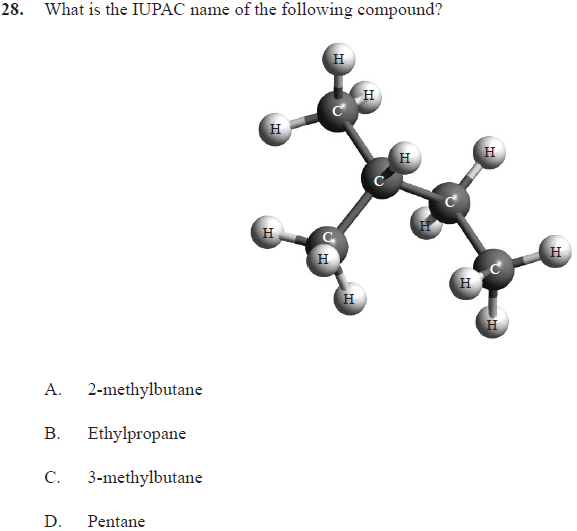 28. What is the IUPAC name of the following compound?
H
H
C
H
H
H
C
C
H
H
C
H
H
C
H
H
H
A. 2-methylbutane
B. Ethylpropane
C. 3-methylbutane
D. Pentane